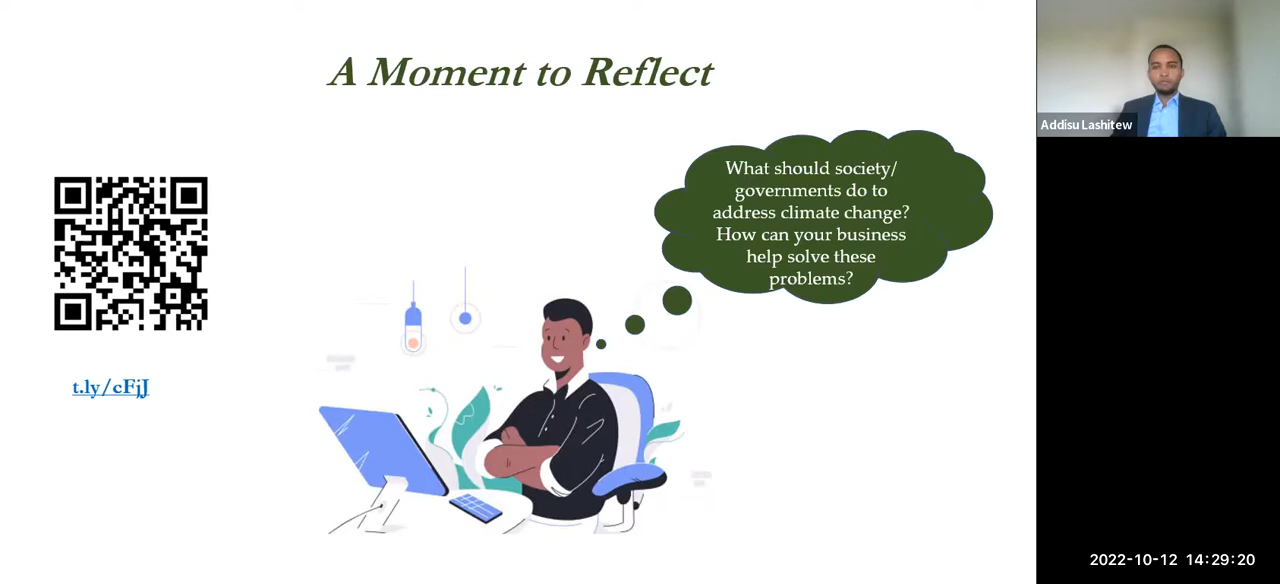 A Moment to Reflect
What should society/
governments do to
address climate change?
How can your business
help solve these
problems?
t.ly/cFjJ
Addisu Lashitew
2022-10-12 14:29:20